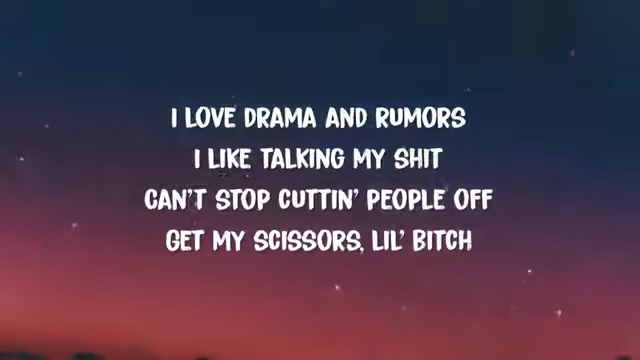 I LOVE DRAMA AND RUMORS
I LIKE TALKING MY SHIT
CAN'T STOP CUTTIN' PEOPLE OFF
GET MY SCISSORS, LIL' BITCH